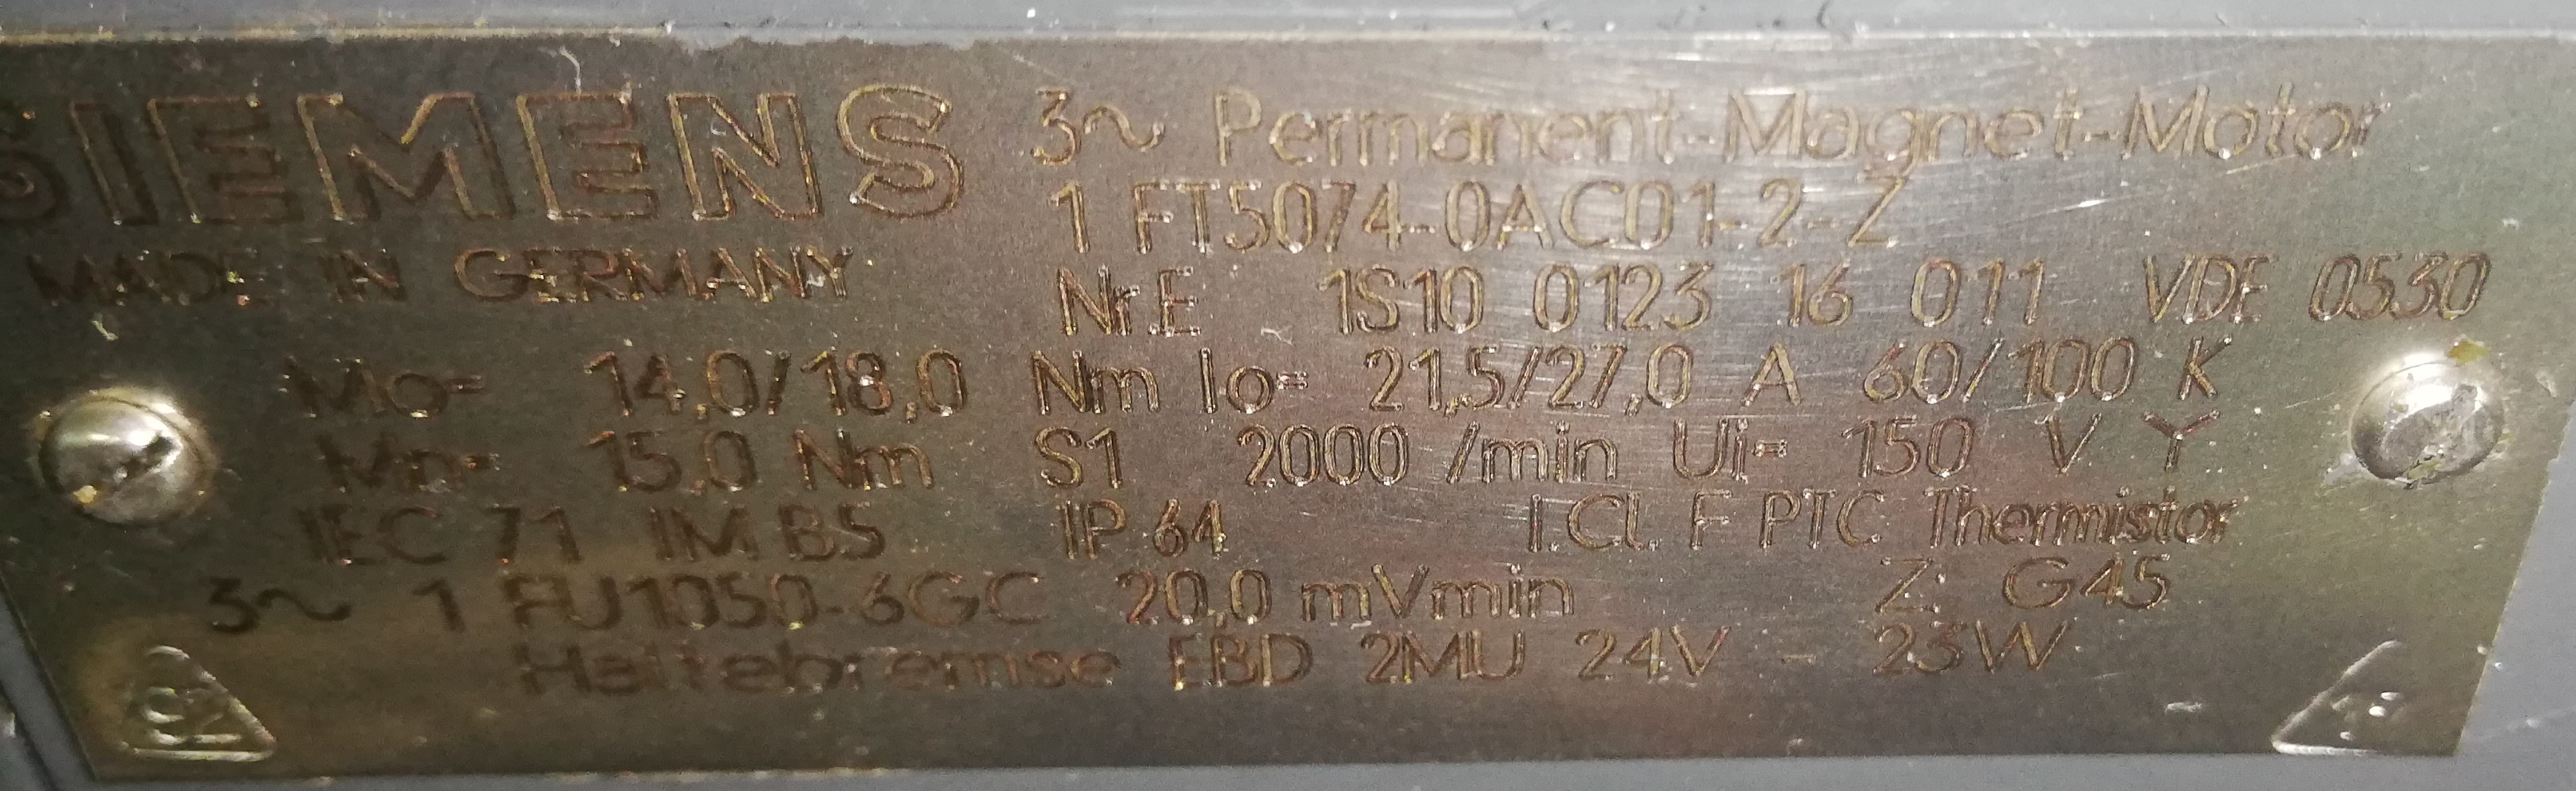 SIEMENS
3~ Permanent-Magnet-Motor
1 FT5074-0AC01-2-Z
MADE IN GERMANY
Nr.E 1S10 0123 16 011 VDE 0530
Mo= 14,0/18,0 Nm Io= 21,5/27,0 A 60/100 K
Mn= 15,0 Nm S1 2000 /min Ui= 150 V Y
IEC 71 IM B5 IP 64 I.Cl. F PTC Thermistor
3~ 1 FU1050-6GC 20,0 mVmin Z: G45
Haltebremse EBD 2MU 24V - 23W